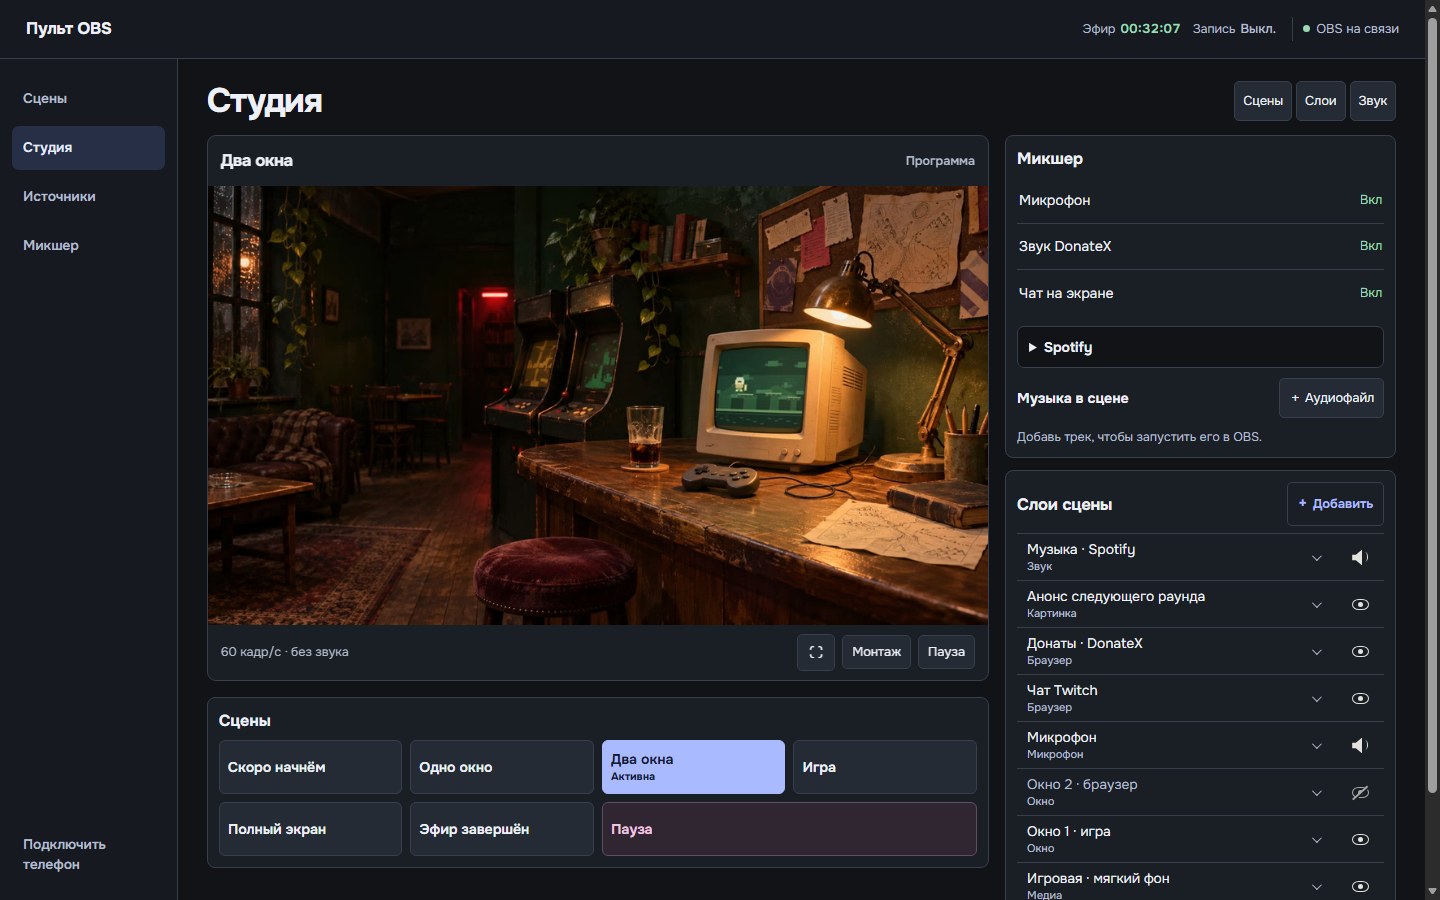 Пульт OBS
Эфир 00:32:07 Запись Выкл. OBS на связи
Сцены
Студия
Источники
Микшер
Подключить
телефон
Студия
Сцены Слои Звук
Два окна Программа
60 кадр/с · без звука Монтаж Пауза
Сцены
Скоро начнём Одно окно Два окна Игра
Активна
Полный экран Эфир завершён Пауза
Микшер
Микрофон Вкл
Звук DonateX Вкл
Чат на экране Вкл
Spotify
Музыка в сцене + Аудиофайл
Добавь трек, чтобы запустить его в OBS.
Слои сцены + Добавить
Музыка · Spotify
Звук
Анонс следующего раунда
Картинка
Донаты · DonateX
Браузер
Чат Twitch
Браузер
Микрофон
Микрофон
Окно 2 · браузер
Окно
Окно 1 · игра
Окно
Игровая · мягкий фон
Медиа